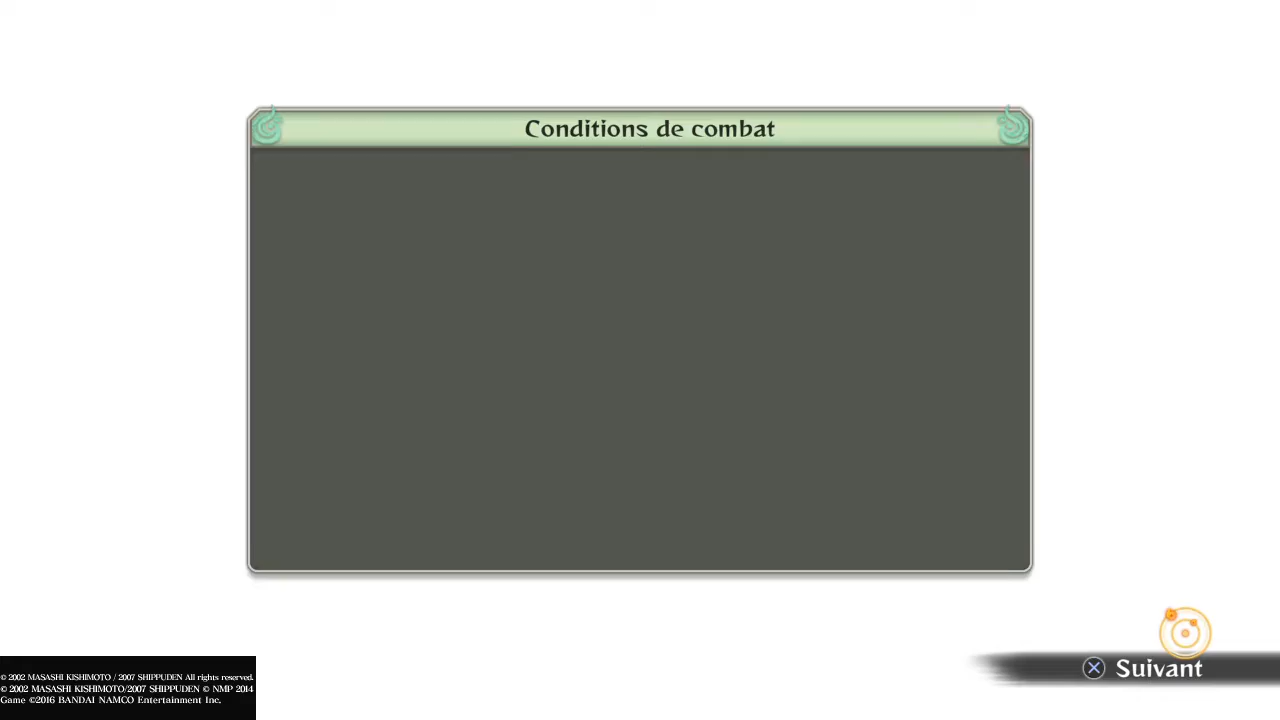 Conditions de combat
Suivant
© 2002 MASASHI KISHIMOTO / 2007 SHIPPUDEN All rights reserved.
© 2002 MASASHI KISHIMOTO/2007 SHIPPUDEN © NMP 2014
Game ©2016 BANDAI NAMCO Entertainment Inc.